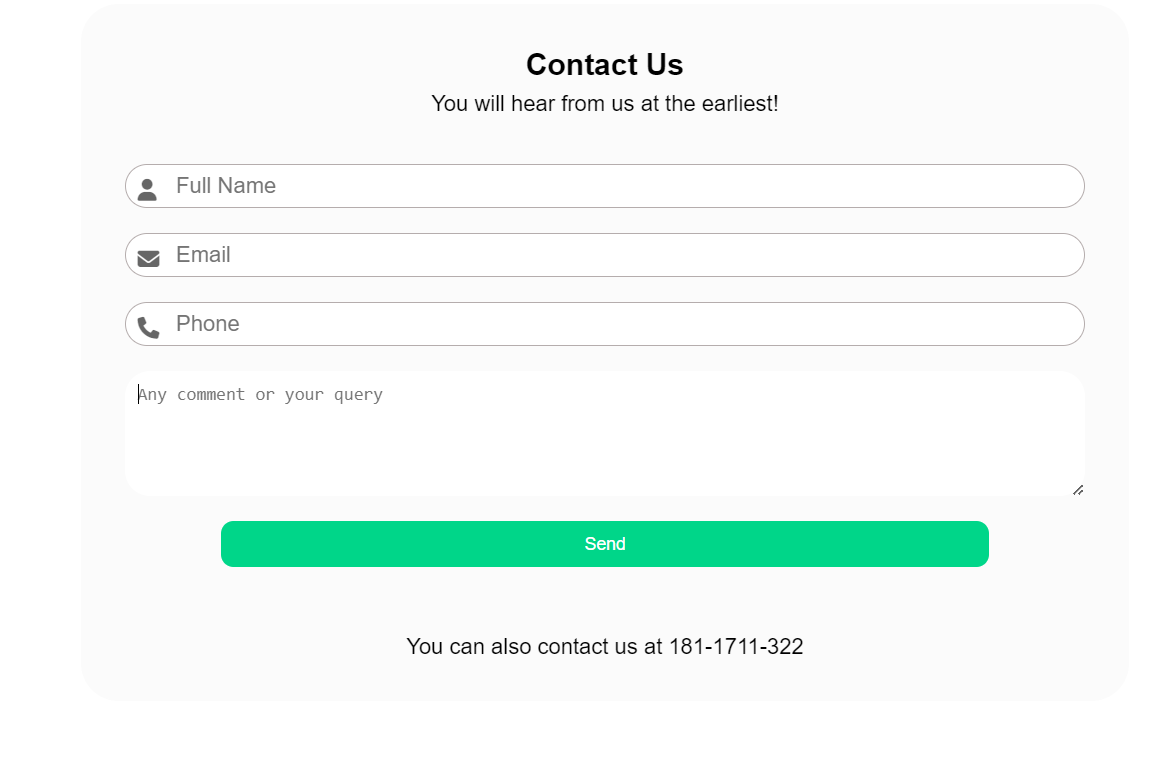 Contact Us
You will hear from us at the earliest!
Full Name
Email
Phone
Any comment or your query
Send
You can also contact us at 181-1711-322